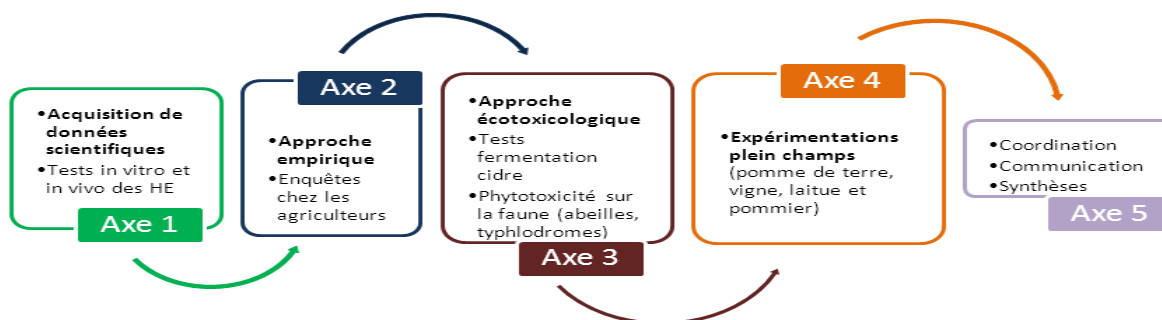 •Acquisition de
données
scientifiques
•Tests in vitro et
in vivo des HE
Axe 1
Axe 2
•Approche
empirique
•Enquêtes
chez les
agriculteurs
•Approche
écotoxicologique
•Tests
fermentation
cidre
•Phytotoxicité sur
la faune (abeilles,
typhlodromes)
Axe 3
Axe 4
•Expérimentations
plein champs
(pomme de terre,
vigne, laitue et
pommier)
•Coordination
•Communication
•Synthèses
Axe 5